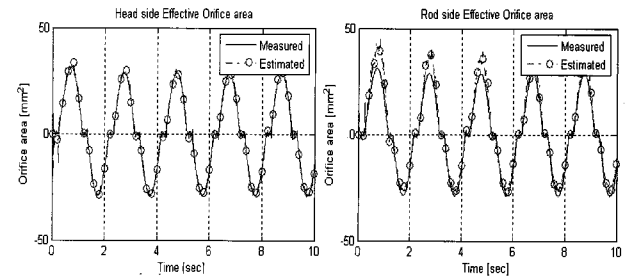 Head side Effective Orifice area
50
0
-50
Orifice area [mm²]
Measured
Estimated
0 2 4 6 8 10
Time [sec]
Rod side Effective Orifice area
50
0
-50
Orifice area [mm²]
Measured
Estimated
0 2 4 6 8 10
Time [sec]